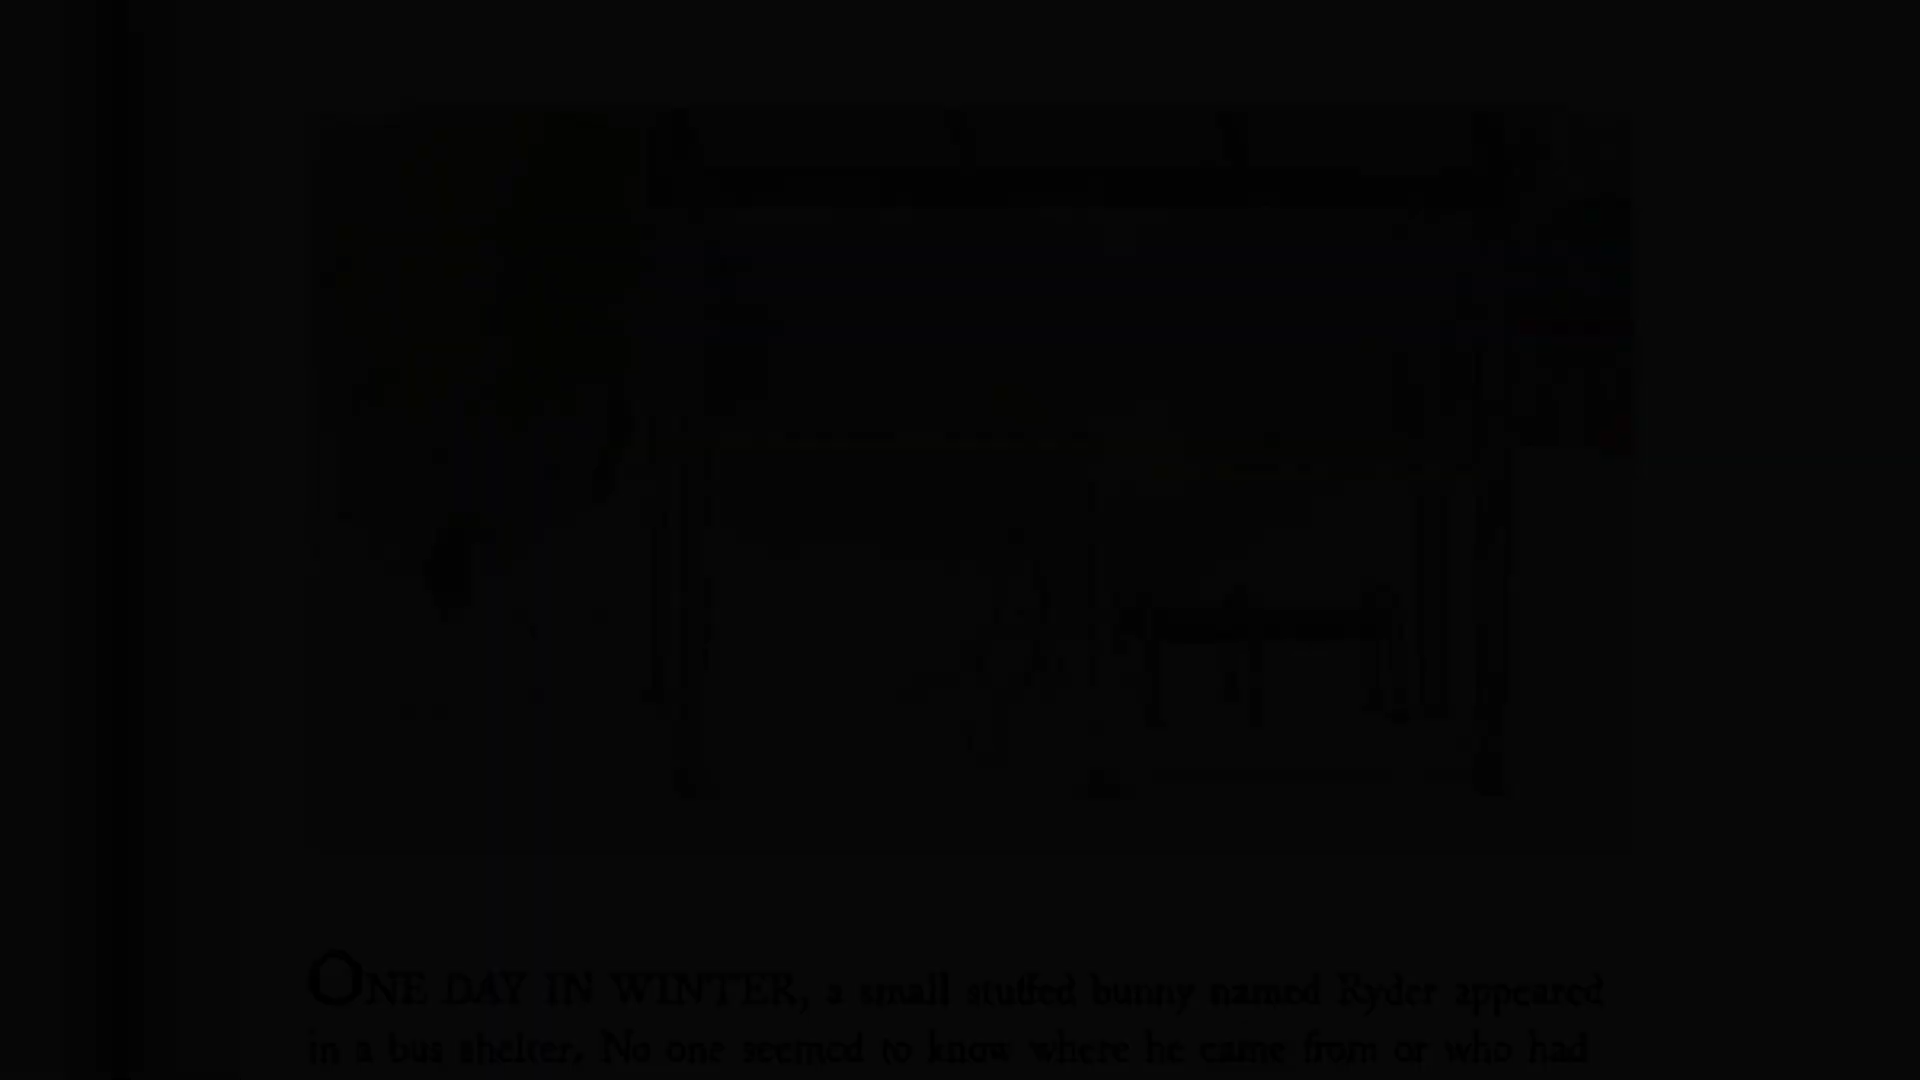 ONE DAY IN WINTER, a small stuffed bunny named Ryder appeared
in a bus shelter. No one seemed to know where he came from or who had